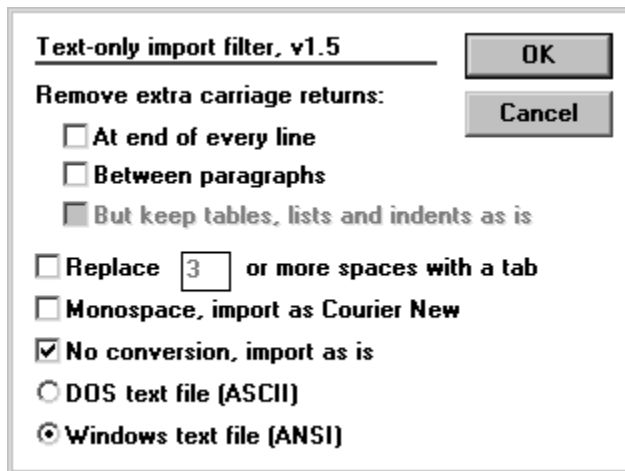 Text-only import filter, v1.5
OK
Remove extra carriage returns:
Cancel
At end of every line
Between paragraphs
But keep tables, lists and indents as is
Replace 3 or more spaces with a tab
Monospace, import as Courier New
No conversion, import as is
DOS text file (ASCII)
Windows text file (ANSI)